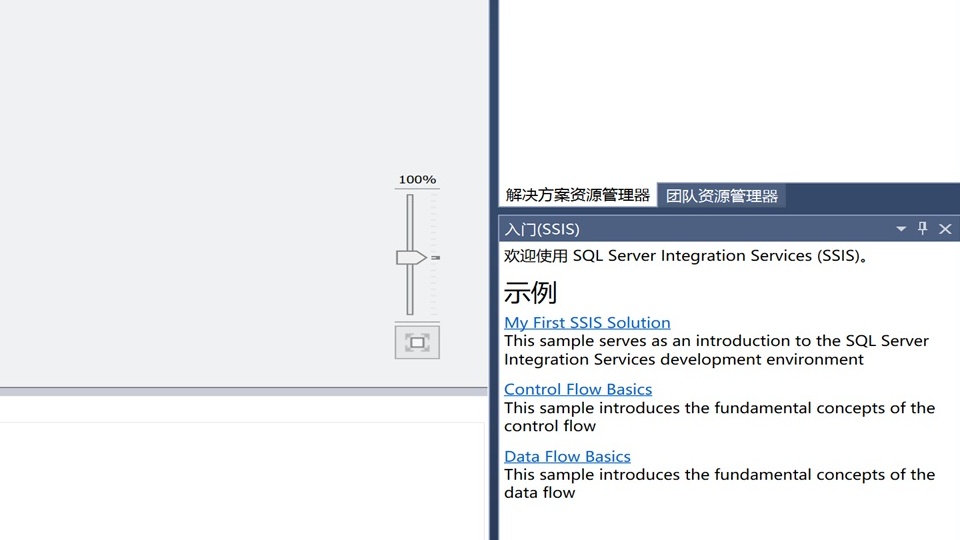 100%
解决方案资源管理器 团队资源管理器
入门(SSIS)
欢迎使用 SQL Server Integration Services (SSIS)。
示例
My First SSIS Solution
This sample serves as an introduction to the SQL Server
Integration Services development environment
Control Flow Basics
This sample introduces the fundamental concepts of the
control flow
Data Flow Basics
This sample introduces the fundamental concepts of the
data flow